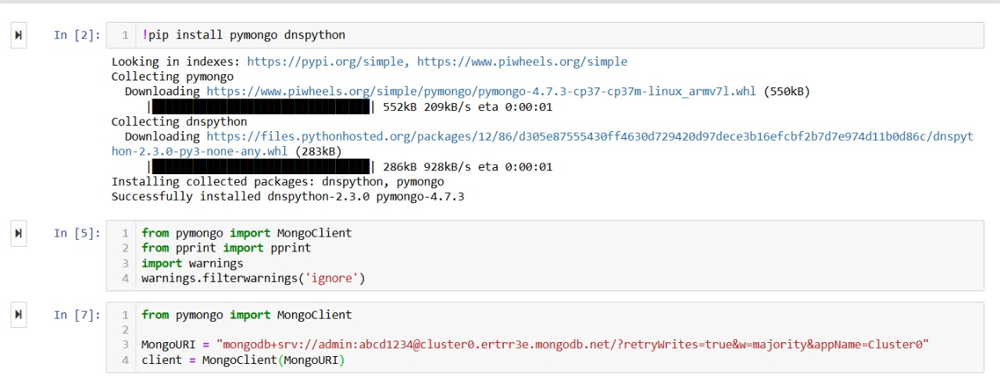 In [2]: 1 !pip install pymongo dnspython
Looking in indexes: https://pypi.org/simple, https://www.piwheels.org/simple
Collecting pymongo
Downloading https://www.piwheels.org/simple/pymongo/pymongo-4.7.3-cp37-cp37m-linux_armv7l.whl (550kB)
| | 552kB 209kB/s eta 0:00:01
Collecting dnspython
Downloading https://files.pythonhosted.org/packages/12/86/d305e87555430ff4630d729420d97dece3b16efcbf2b7d7e974d11b0d86c/dnspyt
hon-2.3.0-py3-none-any.whl (283kB)
| | 286kB 928kB/s eta 0:00:01
Installing collected packages: dnspython, pymongo
Successfully installed dnspython-2.3.0 pymongo-4.7.3
In [5]: 1 from pymongo import MongoClient
2 from pprint import pprint
3 import warnings
4 warnings.filterwarnings('ignore')
In [7]: 1 from pymongo import MongoClient
2
3 MongoURI = "mongodb+srv://admin:abcd1234@cluster0.ertrr3e.mongodb.net/?retryWrites=true&w=majority&appName=Cluster0"
4 client = MongoClient(MongoURI)